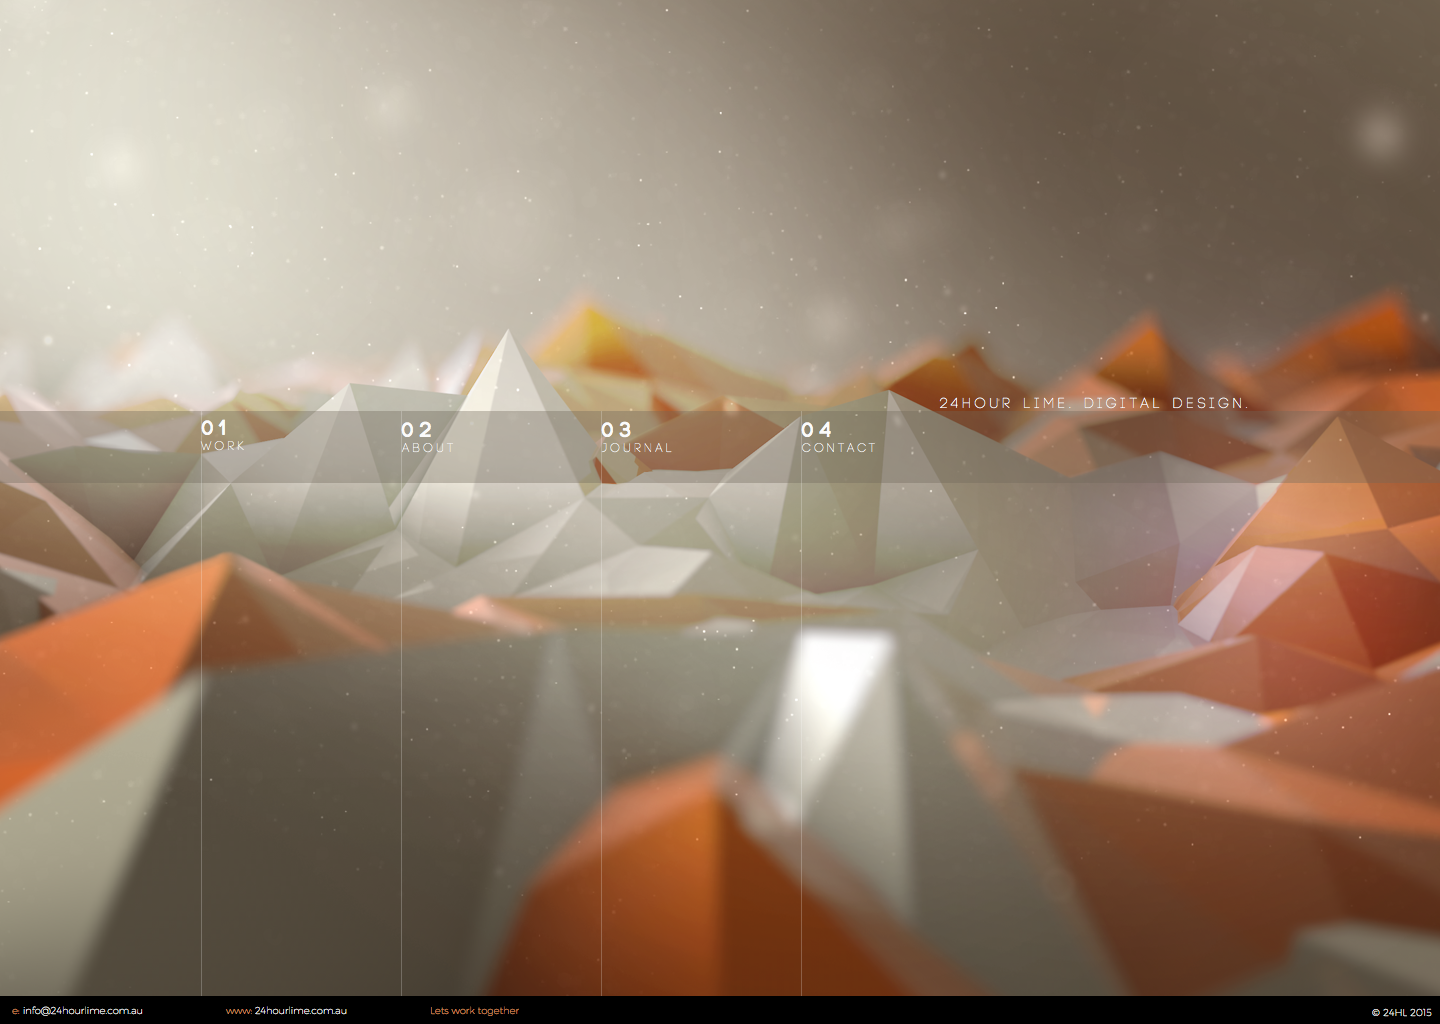 24HOUR LIME. DIGITAL DESIGN.
01
WORK
02
ABOUT
03
JOURNAL
04
CONTACT
e: info@24hourlime.com.au
www: 24hourlime.com.au
Lets work together
© 24HL 2015